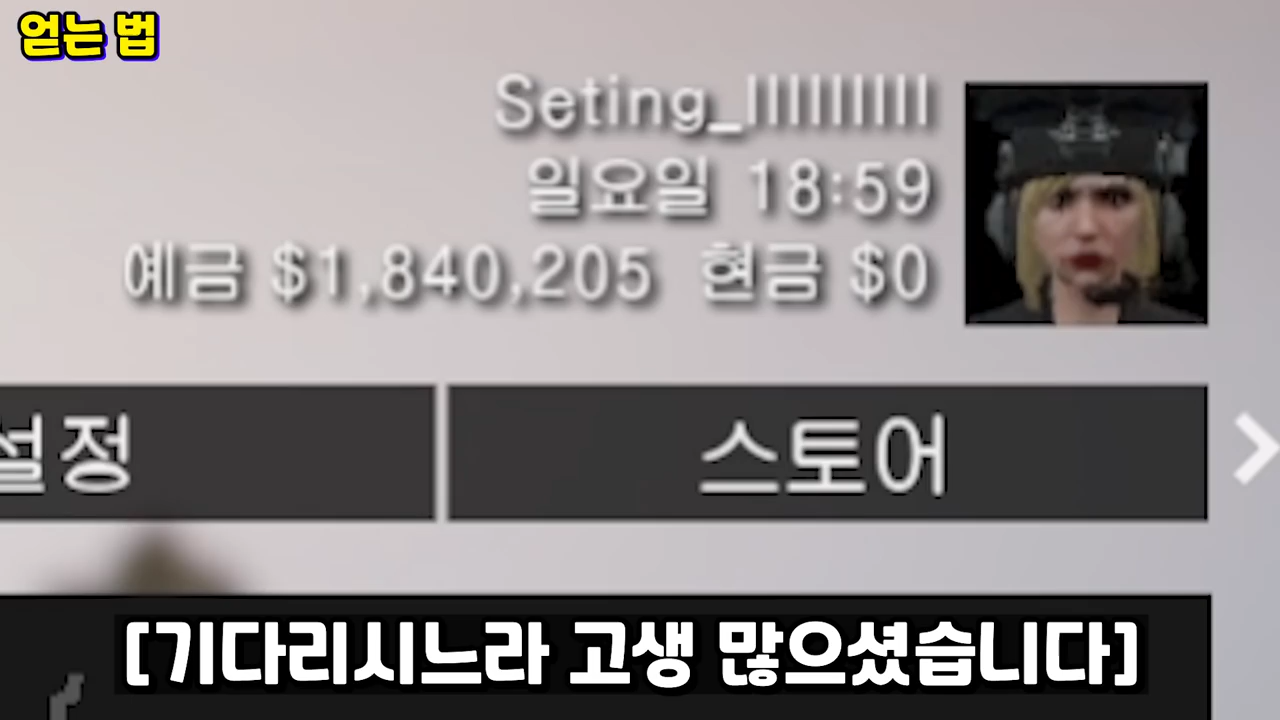 얻는 법
Seting_lllllllll
일요일 18:59
예금 $1,840,205 현금 $0
설정
스토어
[기다리시느라 고생 많으셨습니다]